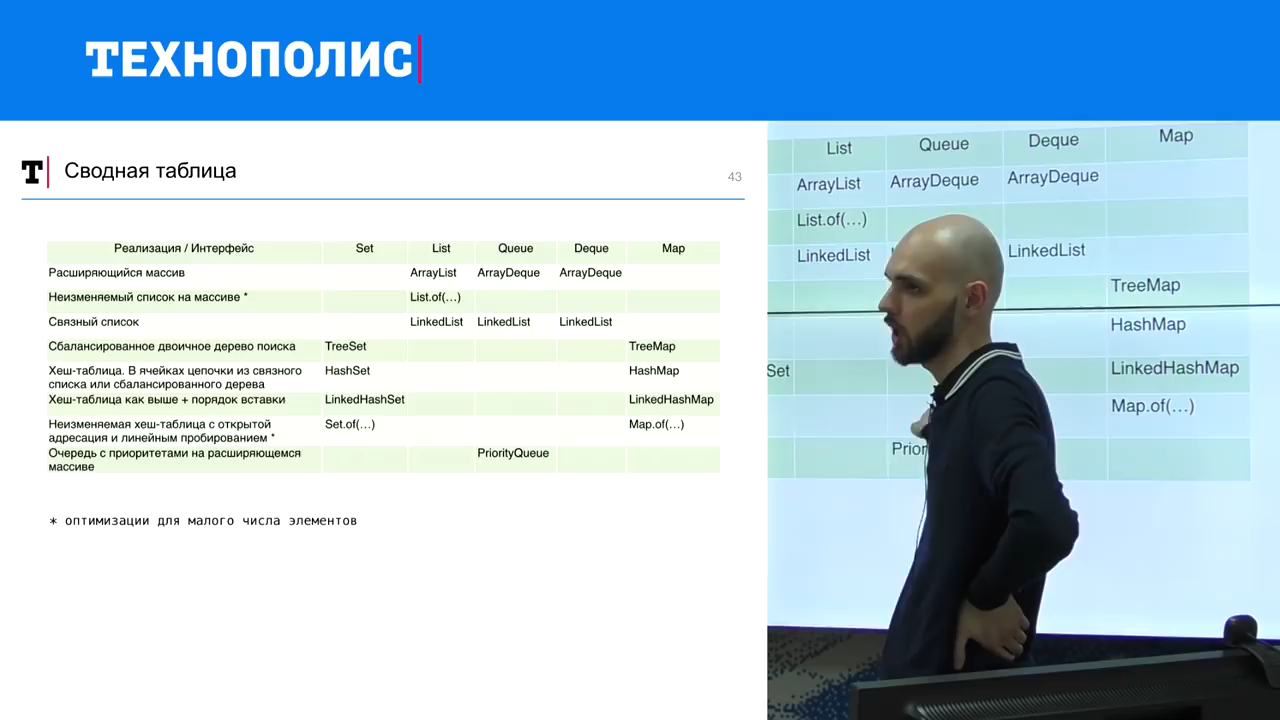 ТЕХНОПОЛИС
Т Сводная таблица
43
Реализация / Интерфейс Set List Queue Deque Map
Расширяющийся массив ArrayList ArrayDeque ArrayDeque
Неизменяемый список на массиве * List.of(…)
Связный список LinkedList LinkedList LinkedList
Сбалансированное двоичное дерево поиска TreeSet TreeMap
Хеш-таблица. В ячейках цепочки из связного
списка или сбалансированного дерева HashSet HashMap
Хеш-таблица как выше + порядок вставки LinkedHashSet LinkedHashMap
Неизменяемая хеш-таблица с открытой
адресация и линейным пробированием * Set.of(…) Map.of(…)
Очередь с приоритетами на расширяющемся
массиве PriorityQueue
* оптимизации для малого числа элементов
List Queue Deque Map
ArrayList ArrayDeque ArrayDeque
List.of(…)
LinkedList LinkedList
TreeMap
HashMap
Set LinkedHashMap
Map.of(…)
Prior